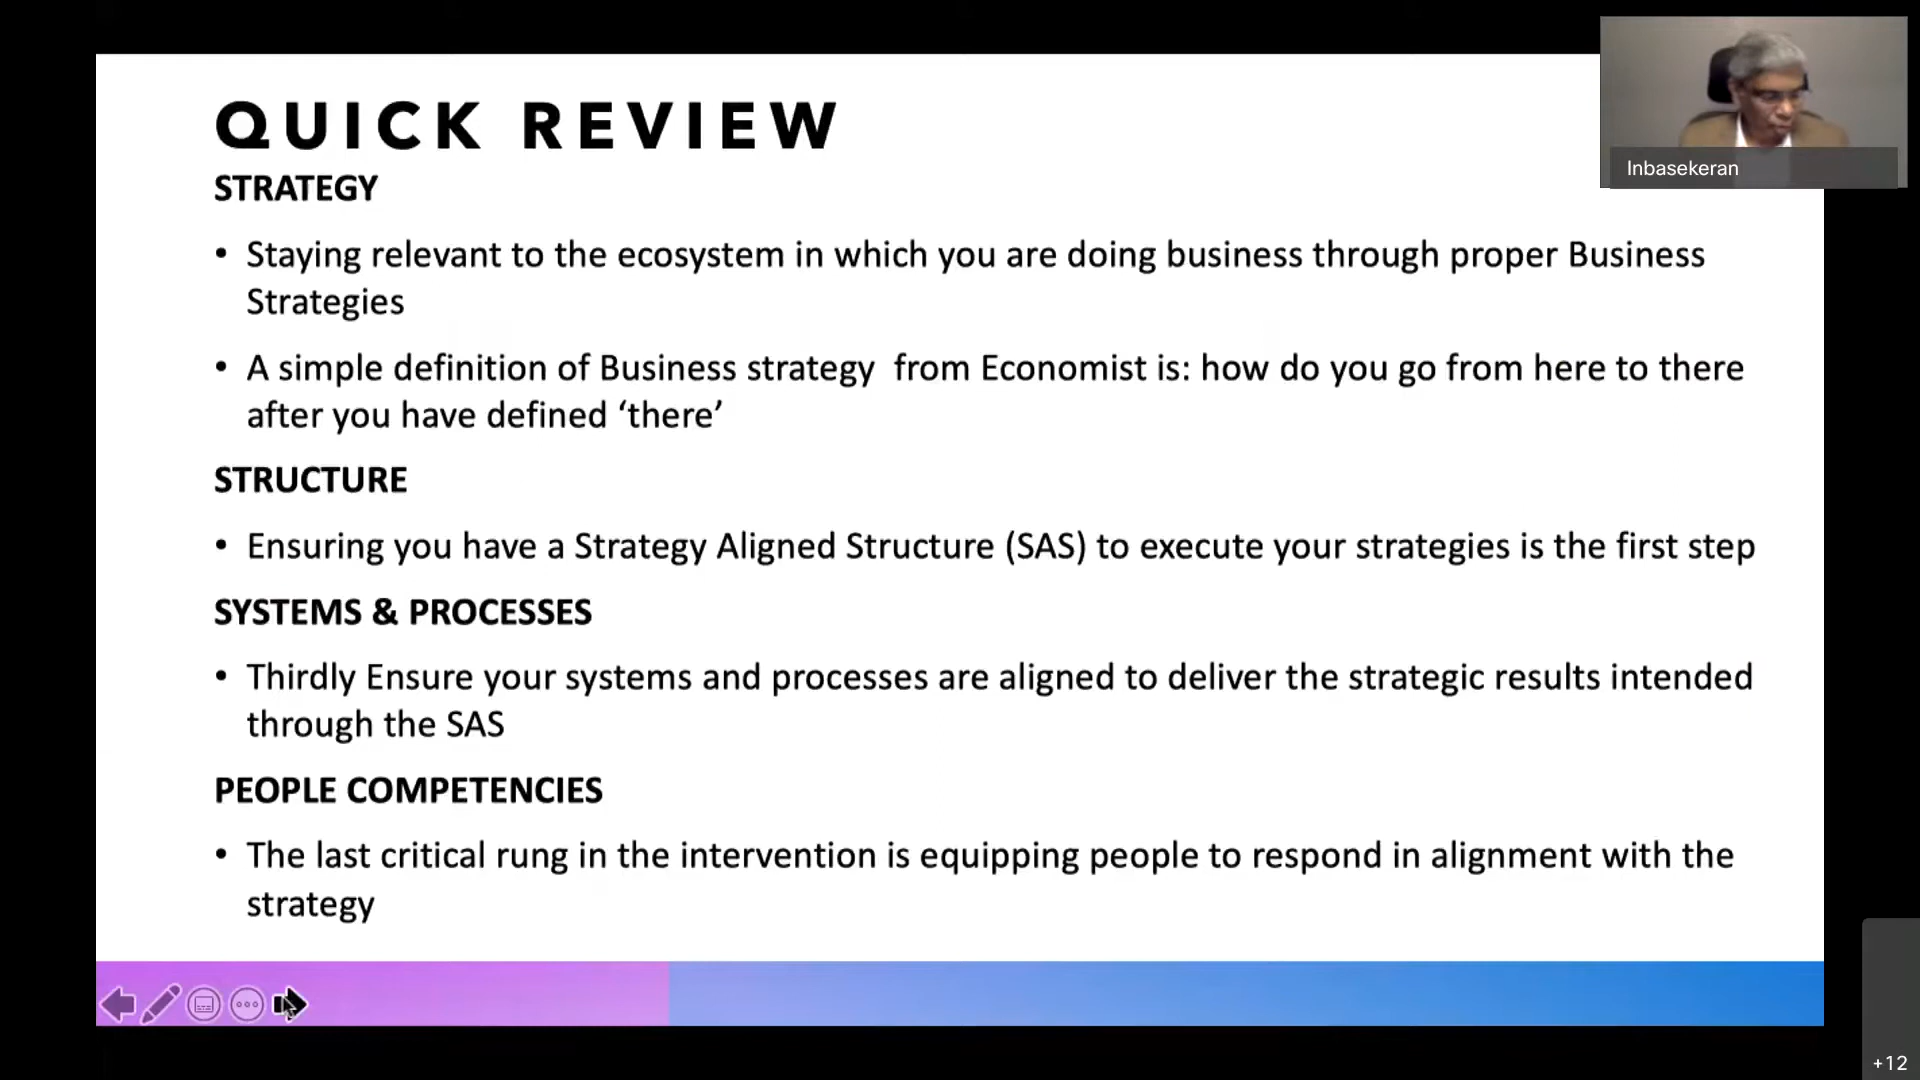 QUICK REVIEW
Inbasekeran
STRATEGY
• Staying relevant to the ecosystem in which you are doing business through proper Business
Strategies
• A simple definition of Business strategy  from Economist is: how do you go from here to there
after you have defined ‘there’
STRUCTURE
• Ensuring you have a Strategy Aligned Structure (SAS) to execute your strategies is the first step
SYSTEMS & PROCESSES
• Thirdly Ensure your systems and processes are aligned to deliver the strategic results intended
through the SAS
PEOPLE COMPETENCIES
• The last critical rung in the intervention is equipping people to respond in alignment with the
strategy
+12